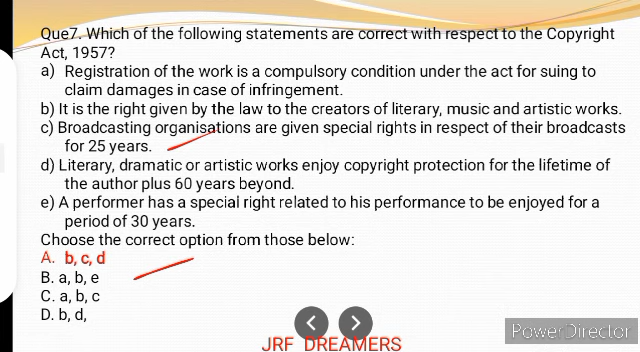 Que7. Which of the following statements are correct with respect to the Copyright
Act, 1957?
a) Registration of the work is a compulsory condition under the act for suing to
claim damages in case of infringement.
b) It is the right given by the law to the creators of literary, music and artistic works.
c) Broadcasting organisations are given special rights in respect of their broadcasts
for 25 years.
d) Literary, dramatic or artistic works enjoy copyright protection for the lifetime of
the author plus 60 years beyond.
e) A performer has a special right related to his performance to be enjoyed for a
period of 30 years.
Choose the correct option from those below:
A. b, c, d
B. a, b, e
C. a, b, c
D. b, d,
PowerDirector
JRF DREAMERS